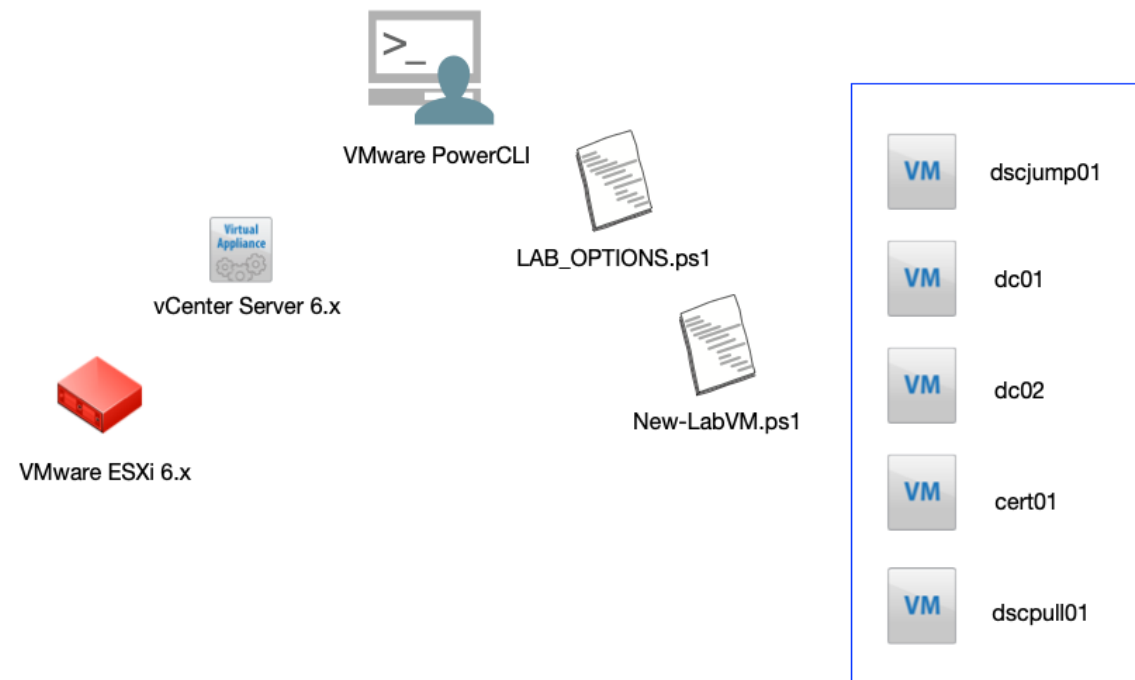 >_
VMware PowerCLI
LAB_OPTIONS.ps1
Virtual
Appliance
vCenter Server 6.x
New-LabVM.ps1
VMware ESXi 6.x
VM dscjump01
VM dc01
VM dc02
VM cert01
VM dscpull01